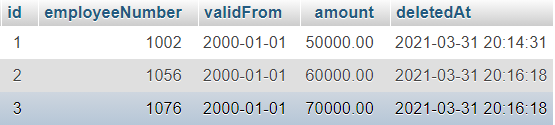 id employeeNumber validFrom amount deletedAt
1 1002 2000-01-01 50000.00 2021-03-31 20:14:31
2 1056 2000-01-01 60000.00 2021-03-31 20:16:18
3 1076 2000-01-01 70000.00 2021-03-31 20:16:18